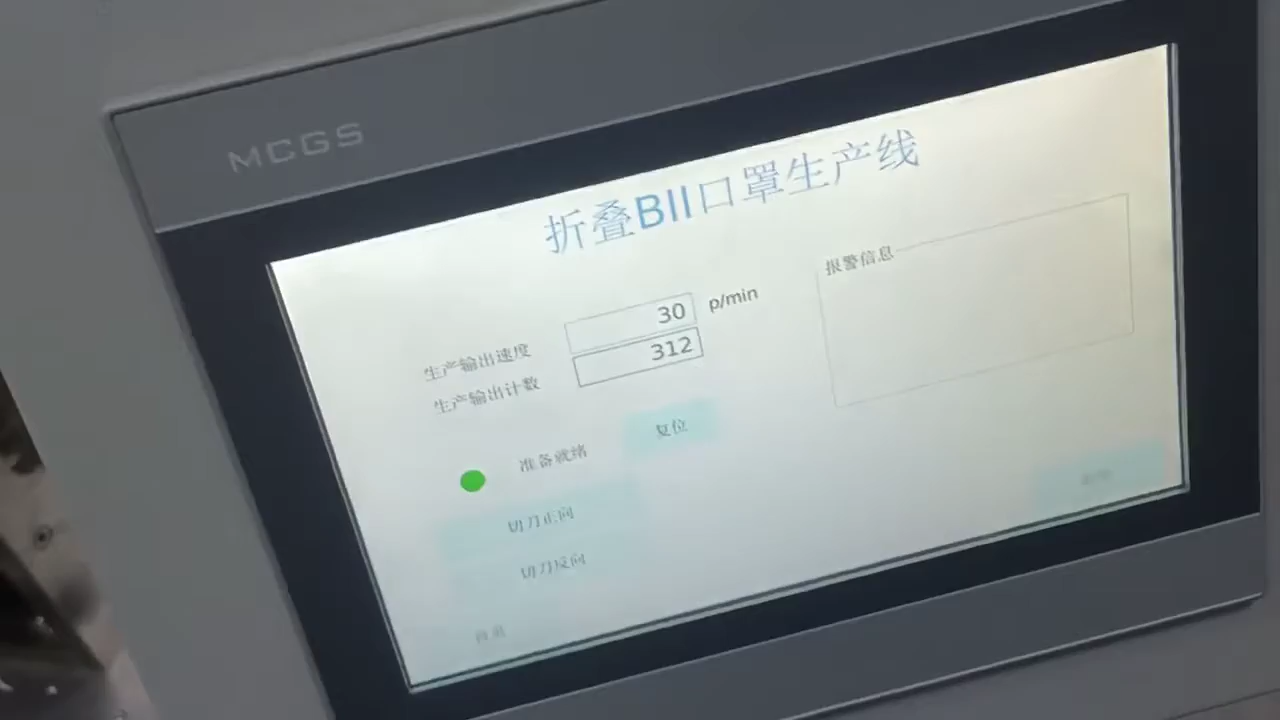 MCGS
折叠BII口罩生产线
生产输出速度 30 p/min
生产输出计数 312
报警信息
准备就绪 复位
切刀正向
切刀反向